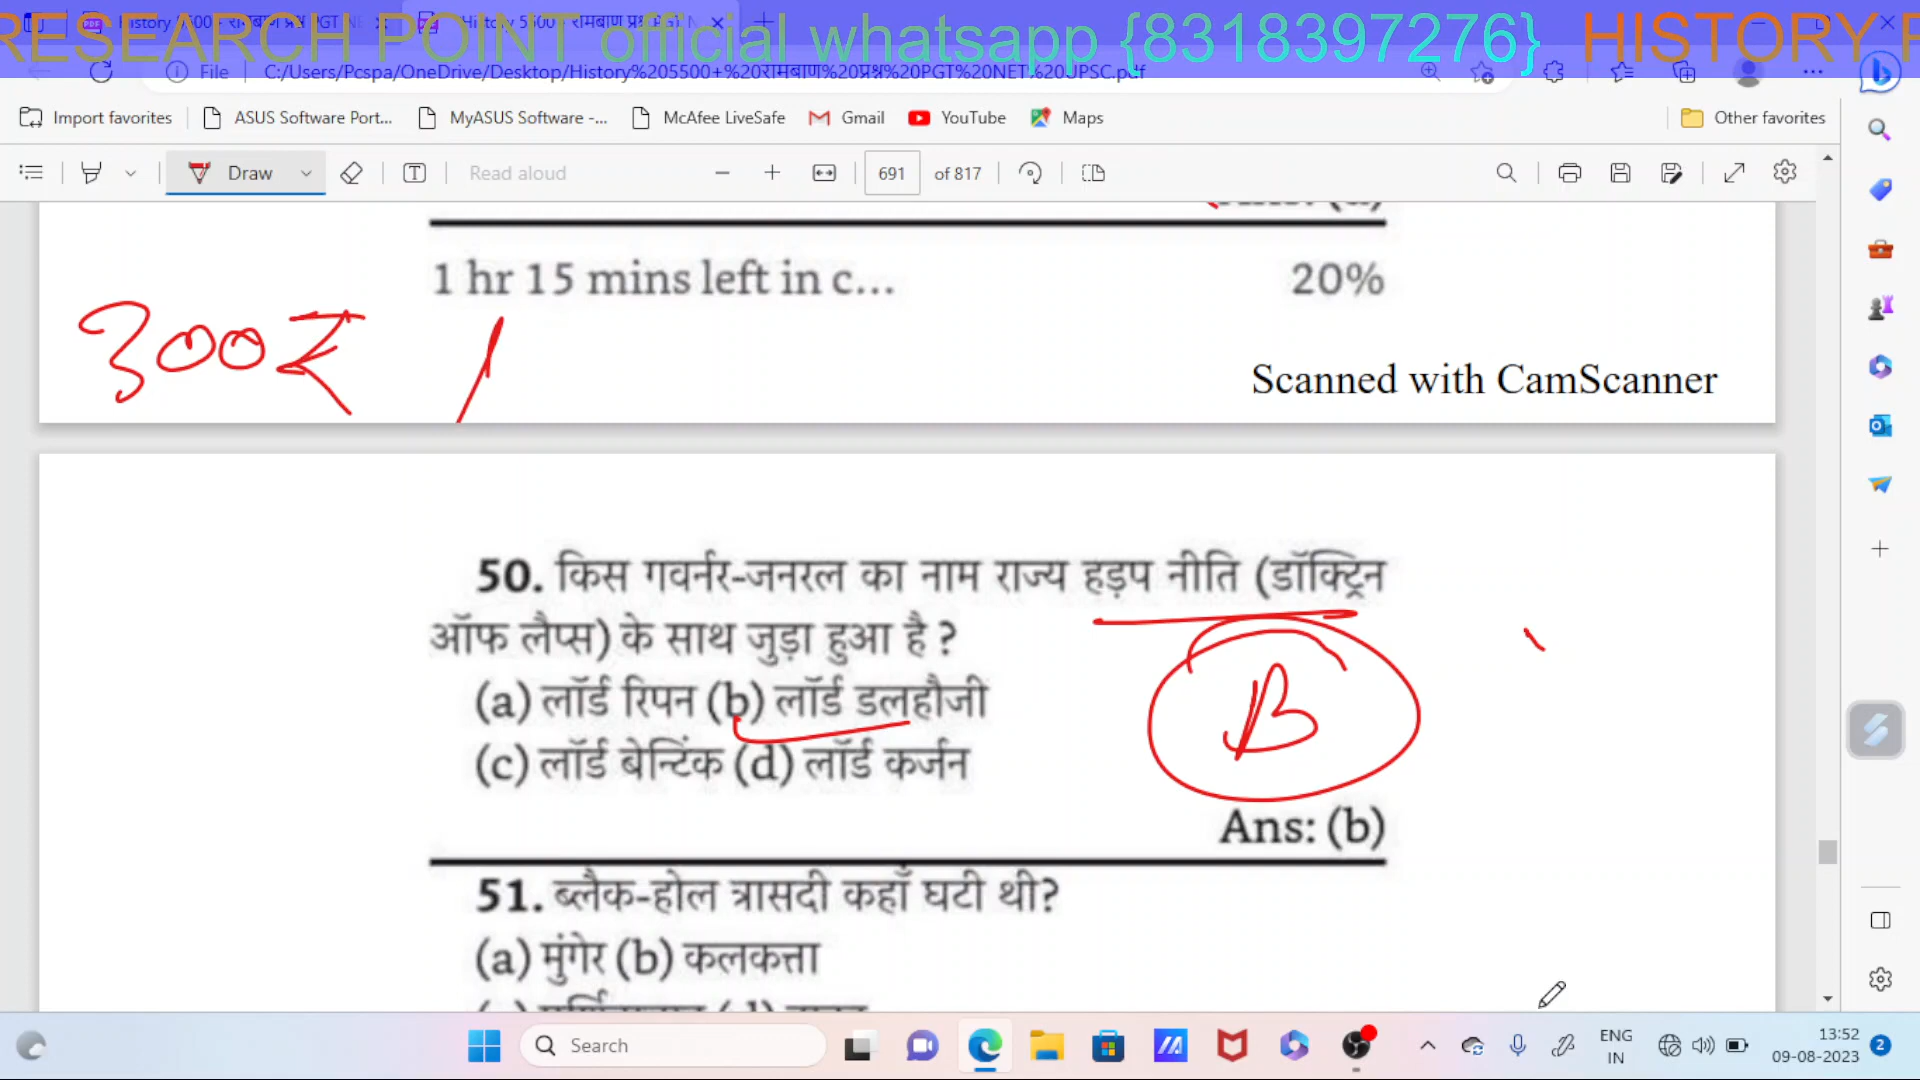 RESEARCH POINT official whatsapp {8318397276} HISTORY
File C:/Users/Pcspa/OneDrive/Desktop/History%205500+%20रामबाण%20प्रश्न%20PGT%20NET,%20UPSC.pdf
Import favorites ASUS Software Port... MyASUS Software -... McAfee LiveSafe Gmail YouTube Maps Other favorites
Draw Read aloud 691 of 817
1 hr 15 mins left in c... 20%
300₹
Scanned with CamScanner
50. किस गवर्नर-जनरल का नाम राज्य हड़प नीति (डॉक्ट्रिन
ऑफ लैप्स) के साथ जुड़ा हुआ है ?
(a) लॉर्ड रिपन (b) लॉर्ड डलहौजी
B
(c) लॉर्ड बेन्टिंक (d) लॉर्ड कर्जन
Ans: (b)
51. ब्लैक-होल त्रासदी कहाँ घटी थी?
(a) मुंगेर (b) कलकत्ता
Search
ENG
IN
13:52
09-08-2023
2